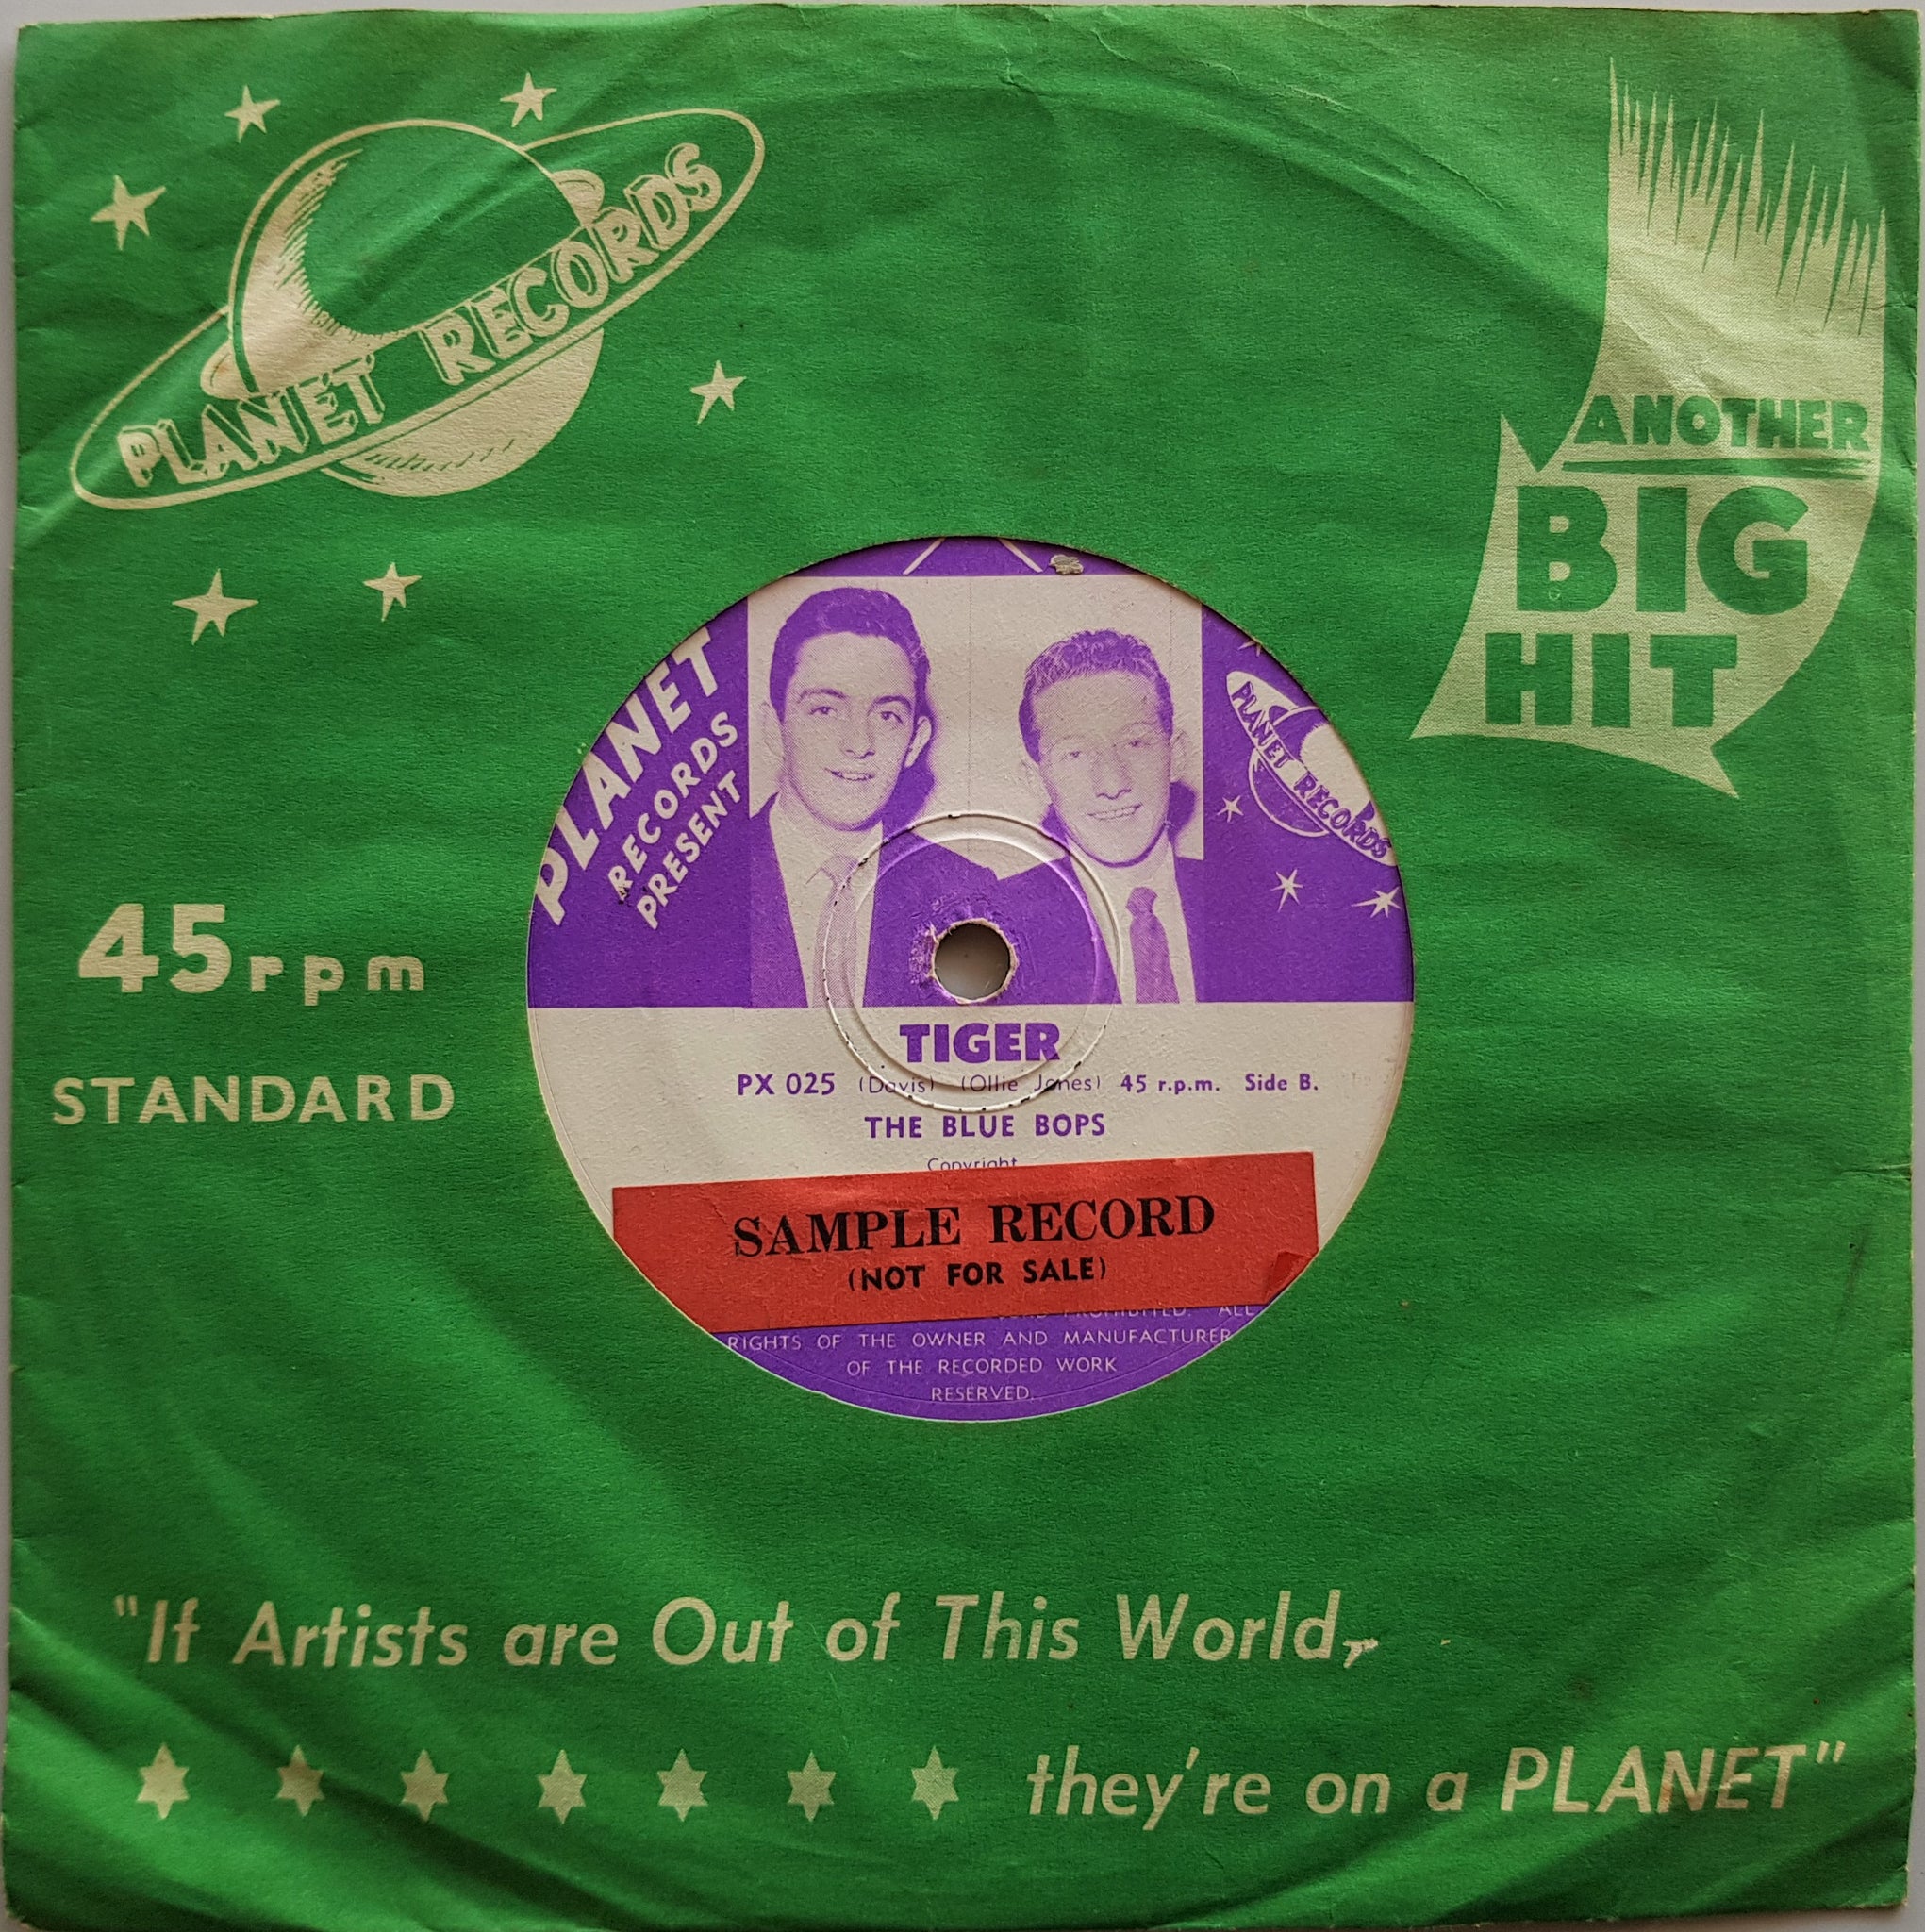 PLANET RECORDS
ANOTHER
BIG
HIT
PLANET
RECORDS
PRESENT
PLANET RECORDS
45 rpm
STANDARD
TIGER
PX 025 (Davis) (Ollie Jones) 45 r.p.m. Side B.
THE BLUE BOPS
Copyright
SAMPLE RECORD
(NOT FOR SALE)
PROHIBITED. ALL
RIGHTS OF THE OWNER AND MANUFACTURER
OF THE RECORDED WORK
RESERVED.
"If Artists are Out of This World,
they're on a PLANET"